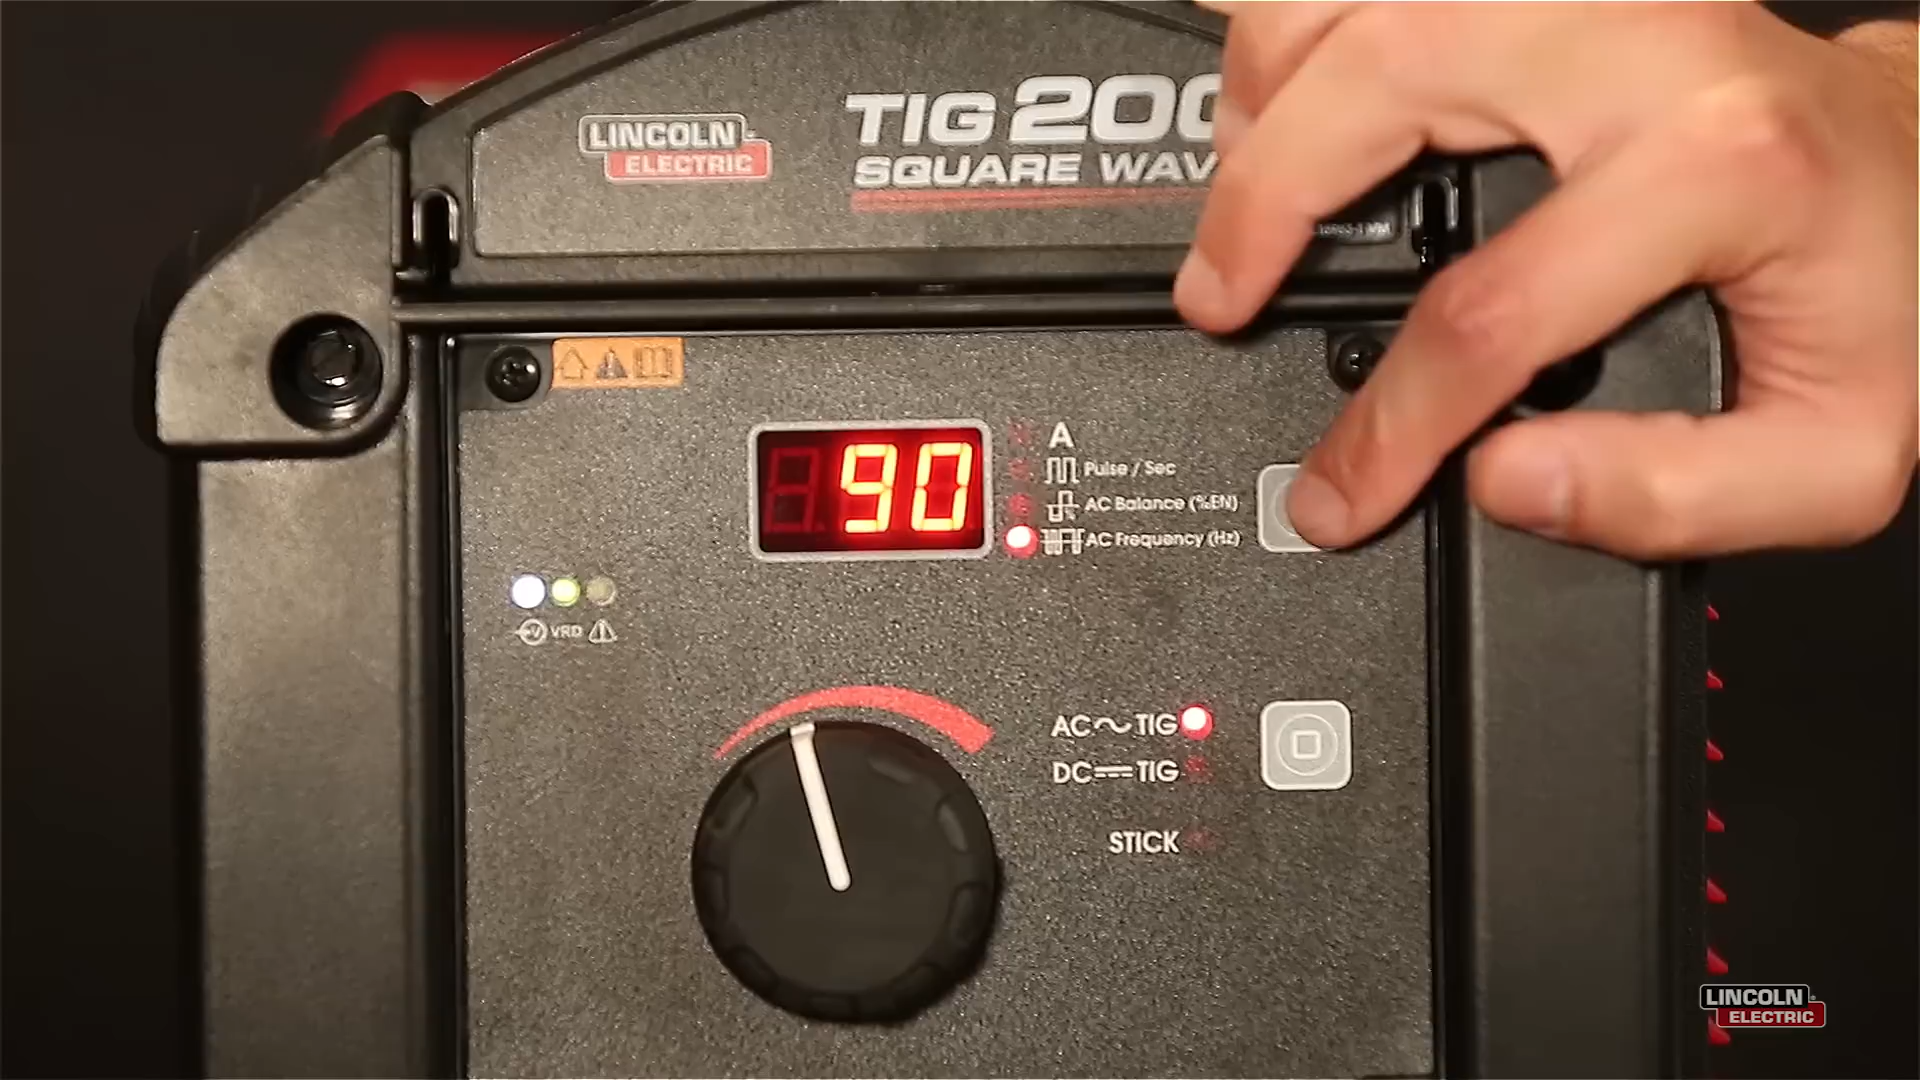 LINCOLN
ELECTRIC
TIG 200
SQUARE WAV
90
A
Pulse / Sec
AC Balance (%EN)
AC Frequency (Hz)
V VRD
AC TIG
DC TIG
STICK
LINCOLN
ELECTRIC